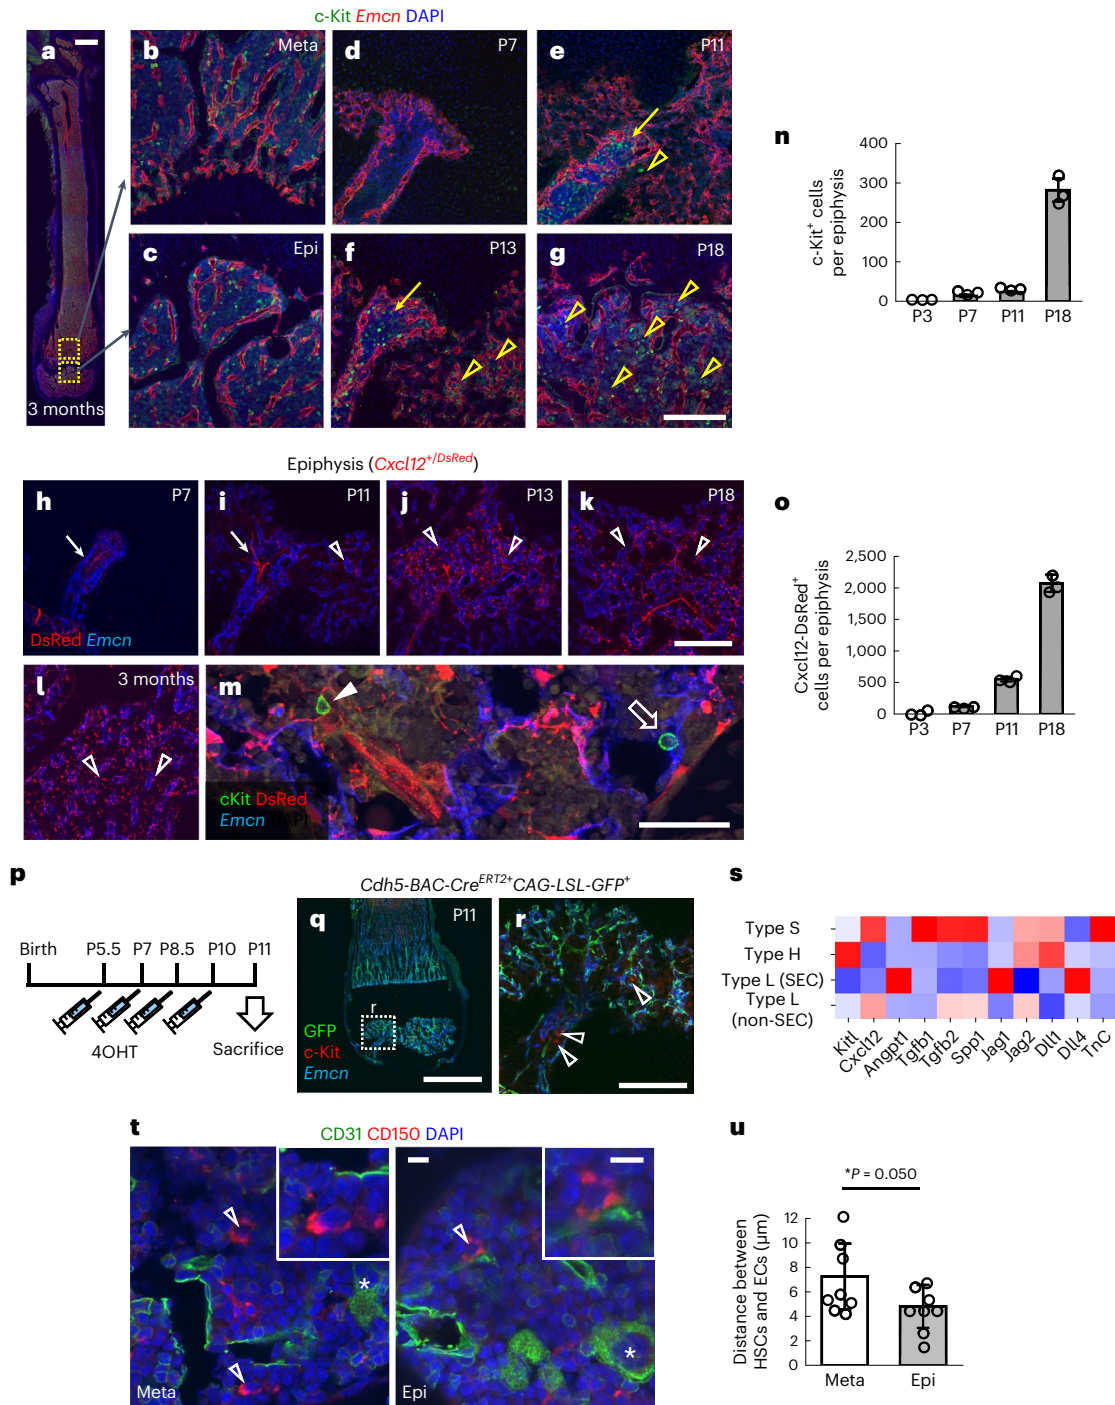 c-Kit Emcn DAPI
a
3 months
b Meta
c Epi
d P7
e P11
f P13
g P18
n
c-Kit+ cells
per epiphysis
400
300
200
100
0
P3 P7 P11 P18
Epiphysis (Cxcl12+/DsRed)
h P7
DsRed Emcn
i P11
j P13
k P18
l 3 months
m
cKit DsRed
Emcn DAPI
o
Cxcl12-DsRed+
cells per epiphysis
2,500
2,000
1,500
1,000
500
0
P3 P7 P11 P18
p
Birth P5.5 P7 P8.5 P10 P11
4OHT
Sacrifice
Cdh5-BAC-CreERT2+CAG-LSL-GFP+
q P11
r
GFP
c-Kit
Emcn
r
s
Type S
Type H
Type L (SEC)
Type L
(non-SEC)
Kitl Cxcl12 Angpt1 Tgfb1 Tgfb2 Spp1 Jag1 Jag2 Dll1 Dll4 TnC
t
CD31 CD150 DAPI
*
Meta
*
Epi
u
*P = 0.050
Distance between
HSCs and ECs (µm)
12
10
8
6
4
2
0
Meta Epi